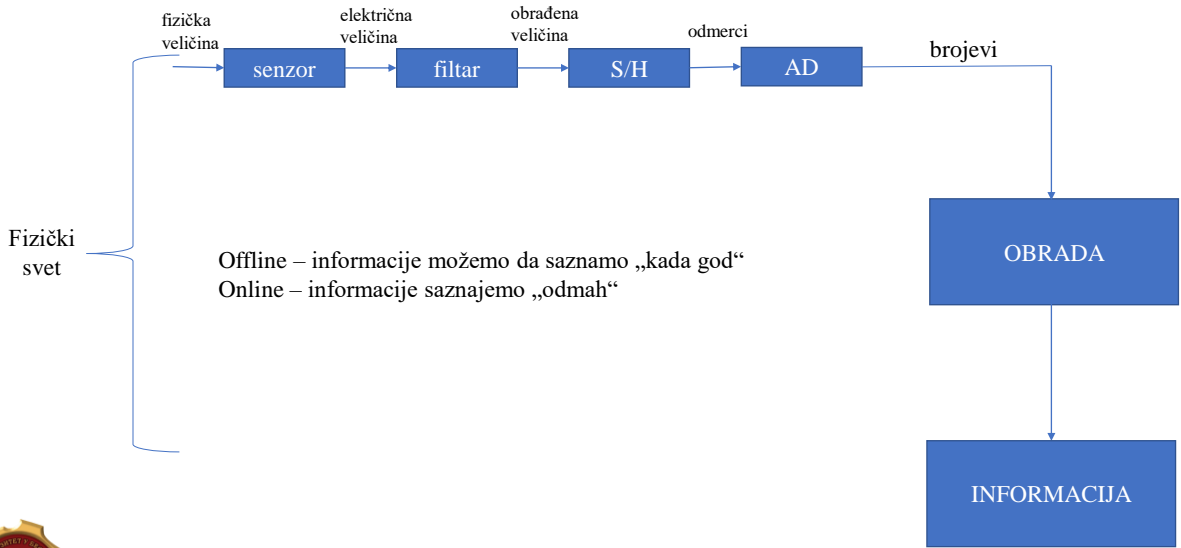 fizička
veličina
električna
veličina
obrađena
veličina
odmerci
brojevi
senzor
filtar
S/H
AD
Fizički
svet
Offline – informacije možemo da saznamo „kada god“
Online – informacije saznajemo „odmah“
OBRADA
INFORMACIJA